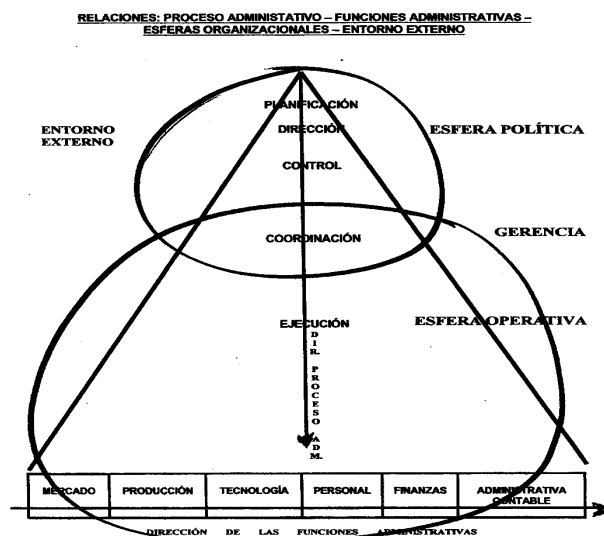 RELACIONES: PROCESO ADMINISTATIVO – FUNCIONES ADMINISTRATIVAS –
ESFERAS ORGANIZACIONALES – ENTORNO EXTERNO
PLANIFICACIÓN
ENTORNO
EXTERNO
DIRECCIÓN
ESFERA POLÍTICA
CONTROL
GERENCIA
COORDINACIÓN
ESFERA OPERATIVA
EJECUCIÓN
DIR. PROCESO ADM.
MERCADO PRODUCCIÓN TECNOLOGÍA PERSONAL FINANZAS ADMINISTRATIVA
CONTABLE
DIRECCIÓN DE LAS FUNCIONES ADMINISTRATIVAS